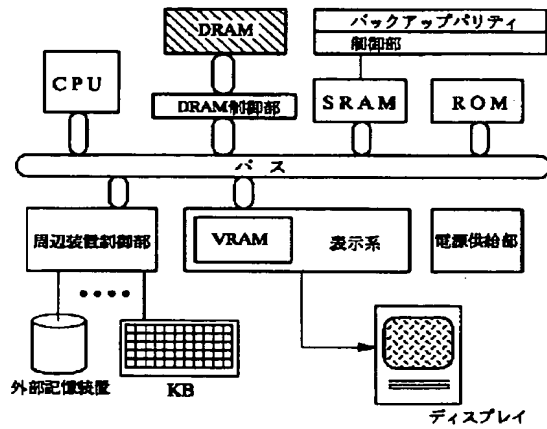 DRAM
バックアップパリティ
制御部
CPU
DRAM制御部
SRAM
ROM
バス
周辺装置制御部
VRAM
表示系
電源供給部
外部記憶装置
KB
ディスプレイ